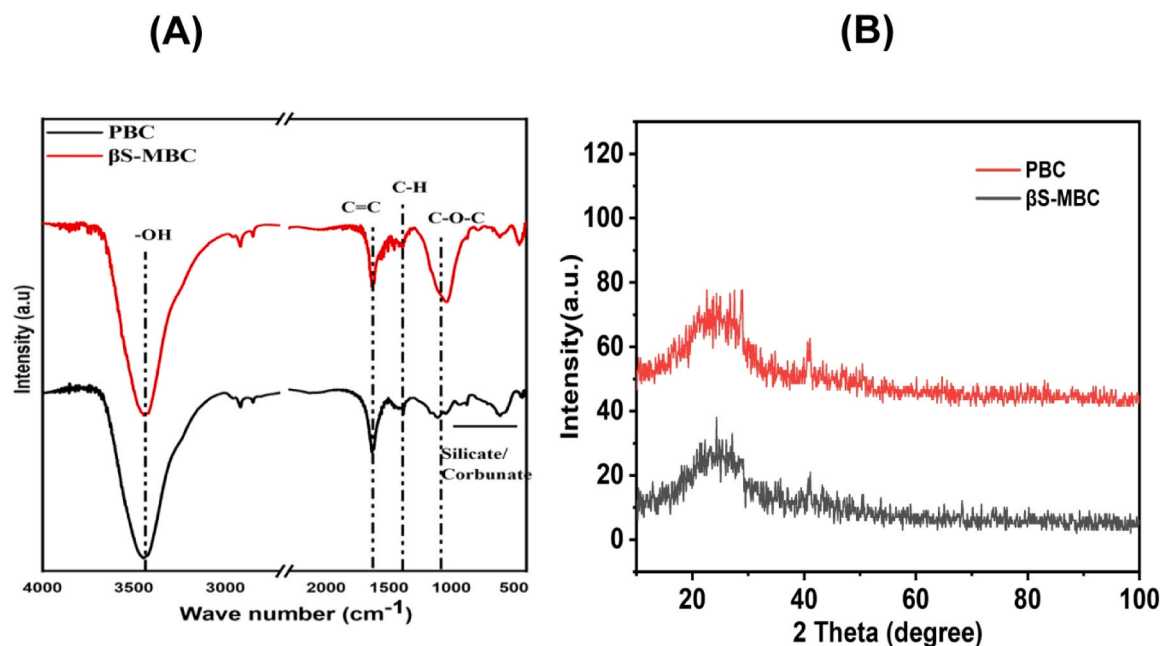 (A)
(B)
PBC
βS-MBC
-OH
C=C
C-H
C-O-C
Silicate/
Corbunate
Intensity (a.u)
4000 3500 3000 2000 1500 1000 500
Wave number (cm⁻¹)
PBC
βS-MBC
Intensity(a.u.)
120
100
80
60
40
20
0
20 40 60 80 100
2 Theta (degree)